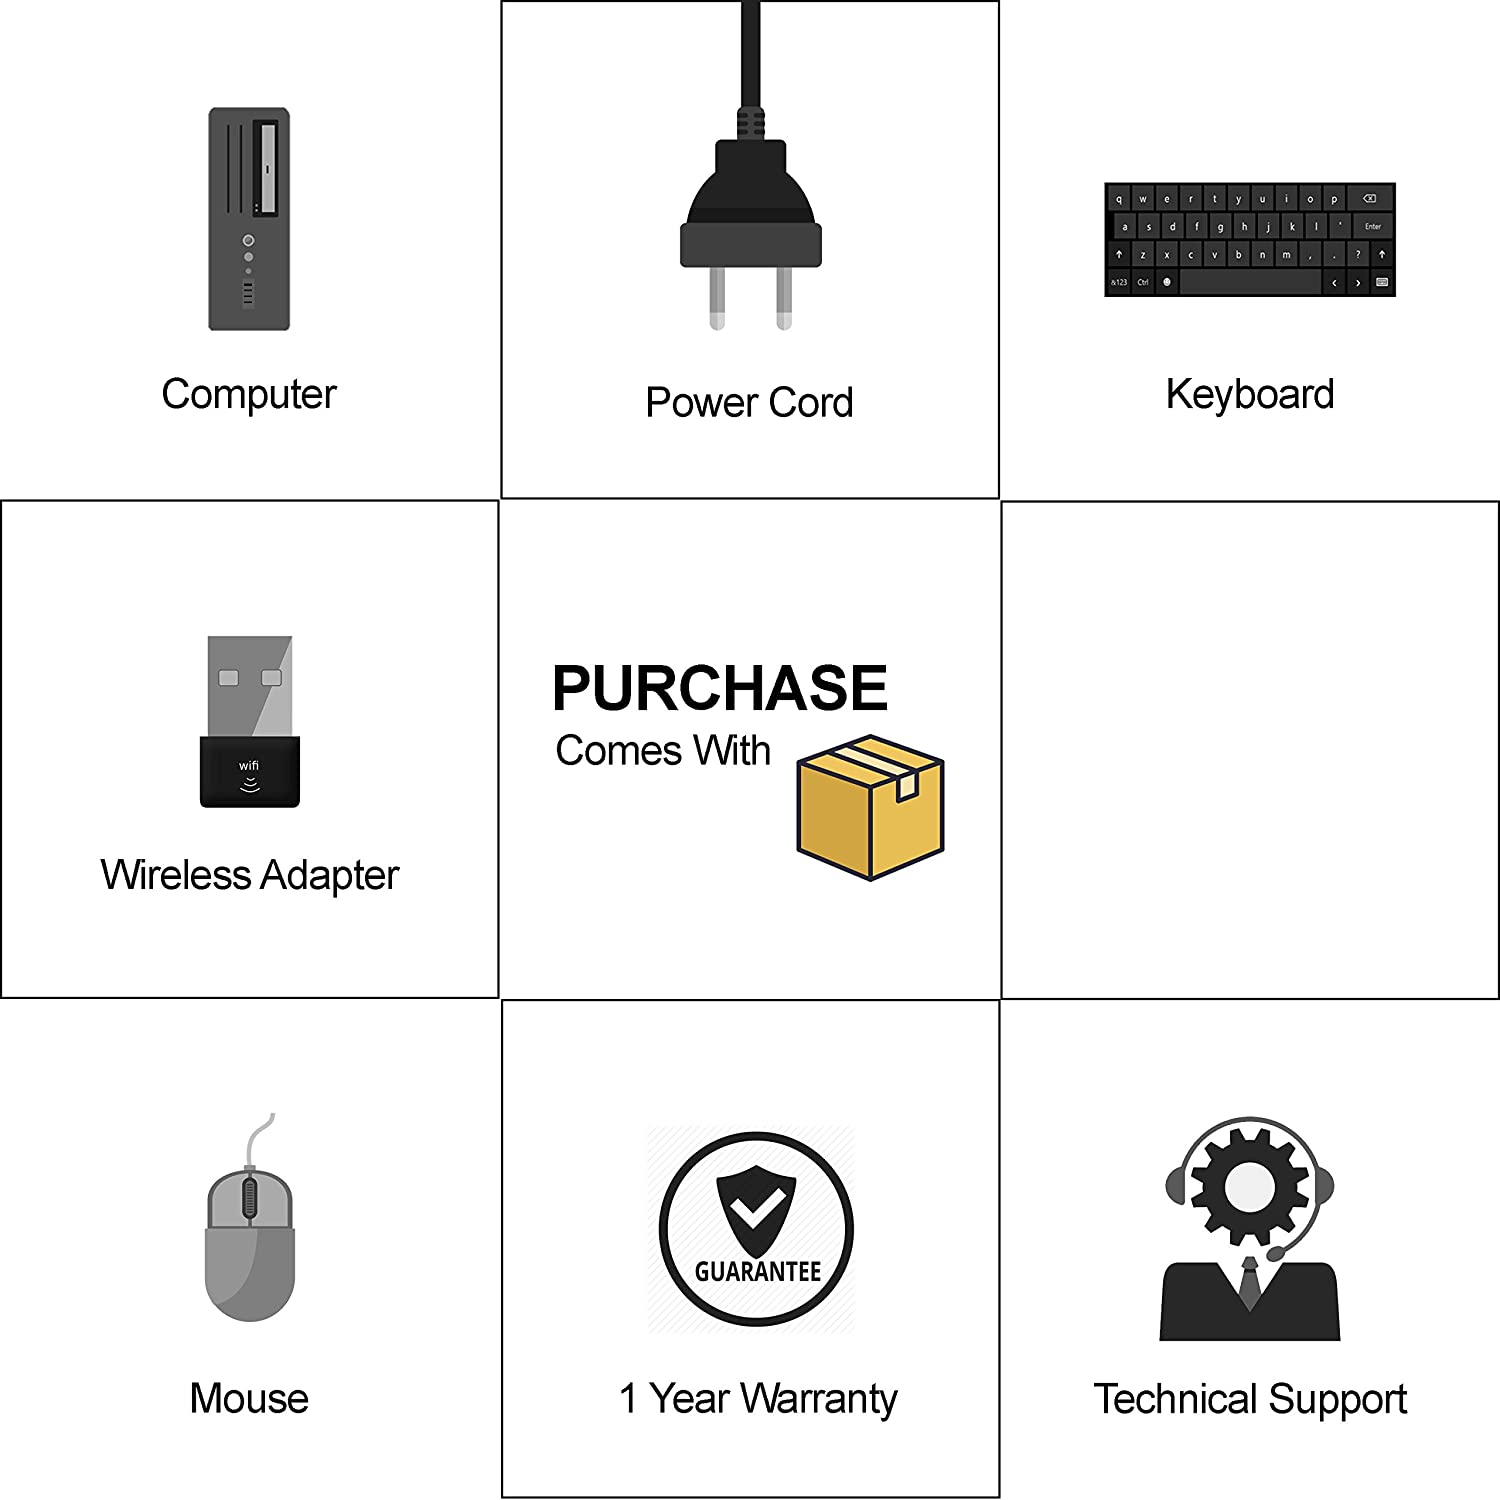 Computer
Power Cord
q w e r t y u i o p
a s d f g h j k l ' Enter
z x c v b n m , . ?
&123 Ctrl < >
Keyboard
wifi
Wireless Adapter
PURCHASE
Comes With
Mouse
GUARANTEE
1 Year Warranty
Technical Support